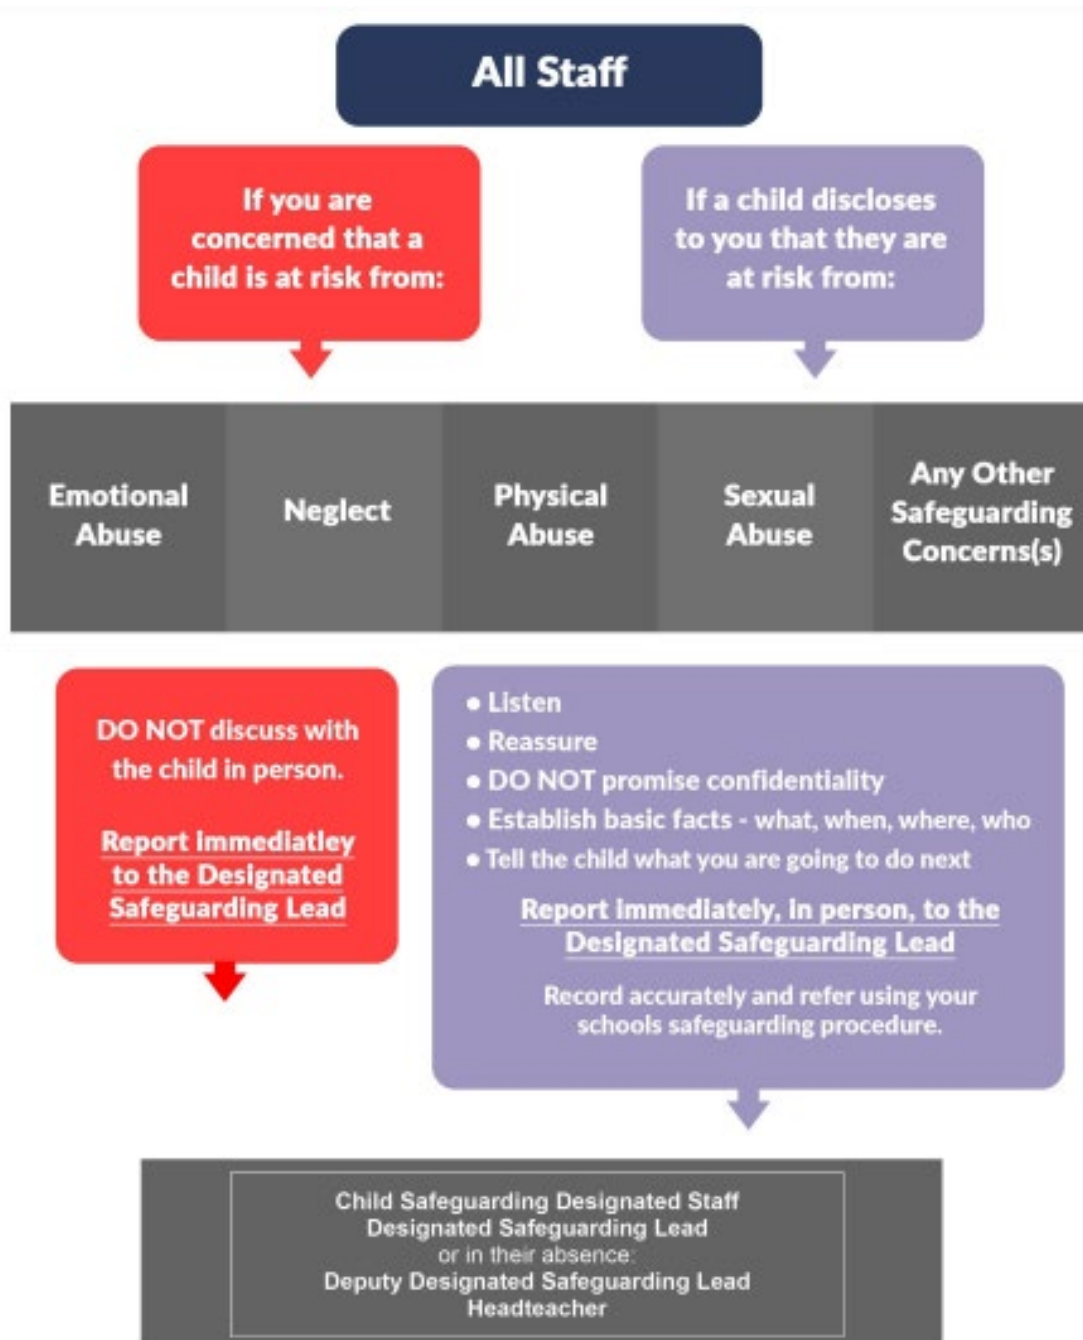 All Staff
If you are
concerned that a
child is at risk from:
If a child discloses
to you that they are
at risk from:
Emotional
Abuse
Neglect
Physical
Abuse
Sexual
Abuse
Any Other
Safeguarding
Concerns(s)
DO NOT discuss with
the child in person.
Report immediatley
to the Designated
Safeguarding Lead
● Listen
● Reassure
● DO NOT promise confidentiality
● Establish basic facts - what, when, where, who
● Tell the child what you are going to do next
Report immediately, in person, to the
Designated Safeguarding Lead
Record accurately and refer using your
schools safeguarding procedure.
Child Safeguarding Designated Staff
Designated Safeguarding Lead
or in their absence:
Deputy Designated Safeguarding Lead
Headteacher